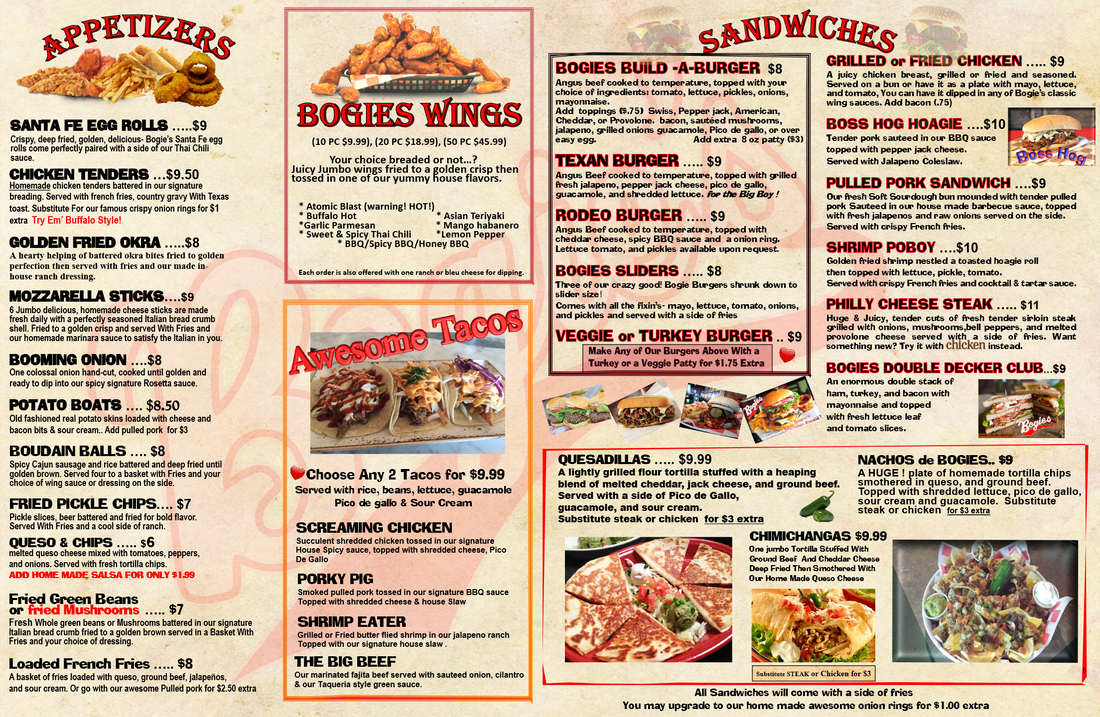 APPETIZERS
SANTA FE EGG ROLLS .....$9
Crispy, deep fried, golden, delicious- Bogie's Santa Fe egg
rolls come perfectly paired with a side of our Thai Chili
sauce.
CHICKEN TENDERS ...$9.50
Homemade chicken tenders battered in our signature
breading. Served with french fries, country gravy With Texas
toast. Substitute For our famous crispy onion rings for $1
extra Try Em' Buffalo Style!
GOLDEN FRIED OKRA .....$8
A hearty helping of battered okra bites fried to golden
perfection then served with fries and our made in-
house ranch dressing.
MOZZARELLA STICKS....$9
6 Jumbo delicious, homemade cheese sticks are made
fresh daily with a perfectly seasoned Italian bread crumb
shell. Fried to a golden crisp and served With Fries and
our homemade marinara sauce to satisfy the Italian in you.
BOOMING ONION ....$8
One colossal onion hand-cut, cooked until golden and
ready to dip into our spicy signature Rosetta sauce.
POTATO BOATS .... $8.50
Old fashioned real potato skins loaded with cheese and
bacon bits & sour cream.. Add pulled pork for $3
BOUDAIN BALLS .... $8
Spicy Cajun sausage and rice battered and deep fried until
golden brown. Served four to a basket with Fries and your
choice of wing sauce or dressing on the side.
FRIED PICKLE CHIPS.... $7
Pickle slices, beer battered and fried for bold flavor.
Served With Fries and a cool side of ranch.
QUESO & CHIPS ..... $6
melted queso cheese mixed with tomatoes, peppers,
and onions. Served with fresh tortilla chips.
ADD HOME MADE SALSA FOR ONLY $1.99
Fried Green Beans
or fried Mushrooms ..... $7
Fresh Whole green beans or Mushrooms battered in our signature
Italian bread crumb fried to a golden brown served in a Basket With
Fries and your choice of dressing.
Loaded French Fries ..... $8
A basket of fries loaded with queso, ground beef, jalapeños,
and sour cream. Or go with our awesome Pulled pork for $2.50 extra
BOGIES WINGS
(10 PC $9.99), (20 PC $18.99), (50 PC $45.99)
Your choice breaded or not...?
Juicy Jumbo wings fried to a golden crisp then
tossed in one of our yummy house flavors.
* Atomic Blast (warning! HOT!)
* Buffalo Hot * Asian Teriyaki
*Garlic Parmesan * Mango habanero
* Sweet & Spicy Thai Chili *Lemon Pepper
* BBQ/Spicy BBQ/Honey BBQ
Each order is also offered with one ranch or bleu cheese for dipping.
Awesome Tacos
Choose Any 2 Tacos for $9.99
Served with rice, beans, lettuce, guacamole
Pico de gallo & Sour Cream
SCREAMING CHICKEN
Succulent shredded chicken tossed in our signature
House Spicy sauce, topped with shredded cheese, Pico
De Gallo
PORKY PIG
Smoked pulled pork tossed in our signature BBQ sauce
Topped with shredded cheese & house Slaw
SHRIMP EATER
Grilled or Fried butter flied shrimp in our jalapeno ranch
Topped with our signature house slaw .
THE BIG BEEF
Our marinated fajita beef served with sauteed onion, cilantro
& our Taqueria style green sauce.
SANDWICHES
BOGIES BUILD -A-BURGER $8
Angus beef cooked to temperature, topped with your
choice of ingredients: tomato, lettuce, pickles, onions,
mayonnaise.
Add toppings ($.75) Swiss, Pepper jack, American,
Cheddar, or Provolone. bacon, sautéed mushrooms,
jalapeno, grilled onions guacamole, Pico de gallo, or over
easy egg. Add extra 8 oz patty ($3)
TEXAN BURGER ..... $9
Angus Beef cooked to temperature, topped with grilled
fresh jalapeno, pepper jack cheese, pico de gallo,
guacamole, and shredded lettuce. for the Big Boy !
RODEO BURGER ..... $9
Angus Beef cooked to temperature, topped with
cheddar cheese, spicy BBQ sauce and a onion ring.
Lettuce tomato, and pickles available upon request.
BOGIES SLIDERS ..... $8
Three of our crazy good! Bogie Burgers shrunk down to
slider size!
Comes with all the fixin's- mayo, lettuce, tomato, onions,
and pickles and served with a side of fries
VEGGIE or TURKEY BURGER .. $9
Make Any of Our Burgers Above With a
Turkey or a Veggie Patty for $1.75 Extra
GRILLED or FRIED CHICKEN ..... $9
A juicy chicken breast, grilled or fried and seasoned.
Served on a bun or have it as a plate with mayo, lettuce,
and tomato, You can have it dipped in any of Bogie's classic
wing sauces. Add bacon (.75)
BOSS HOG HOAGIE ....$10
Tender pork sauteed in our BBQ sauce
topped with pepper jack cheese.
Served with Jalapeno Coleslaw.
Boss Hog
PULLED PORK SANDWICH ....$9
Our fresh Soft Sourdough bun mounded with tender pulled
pork Sauteed in our house made barbecue sauce, topped
with fresh jalapenos and raw onions served on the side.
Served with crispy French fries.
SHRIMP POBOY ....$10
Golden fried shrimp nestled a toasted hoagie roll
then topped with lettuce, pickle, tomato.
Served with crispy French fries and cocktail & tartar sauce.
PHILLY CHEESE STEAK ..... $11
Huge & Juicy, tender cuts of fresh tender sirloin steak
grilled with onions, mushrooms,bell peppers, and melted
provolone cheese served with a side of fries. Want
something new? Try it with chicken instead.
BOGIES DOUBLE DECKER CLUB...$9
An enormous double stack of
ham, turkey, and bacon with
mayonnaise and topped
with fresh lettuce leaf
and tomato slices.
Bogies
Bogies
QUESADILLAS ..... $9.99
A lightly grilled flour tortilla stuffed with a heaping
blend of melted cheddar, jack cheese, and ground beef.
Served with a side of Pico de Gallo,
guacamole, and sour cream.
Substitute steak or chicken for $3 extra
NACHOS de BOGIES.. $9
A HUGE ! plate of homemade tortilla chips
smothered in queso, and ground beef.
Topped with shredded lettuce, pico de gallo,
sour cream and guacamole. Substitute
steak or chicken for $3 extra
CHIMICHANGAS $9.99
One jumbo Tortilla Stuffed With
Ground Beef And Cheddar Cheese
Deep Fried Then Smothered With
Our Home Made Queso Cheese
Substitute STEAK or Chicken for $3
All Sandwiches will come with a side of fries
You may upgrade to our home made awesome onion rings for $1.00 extra